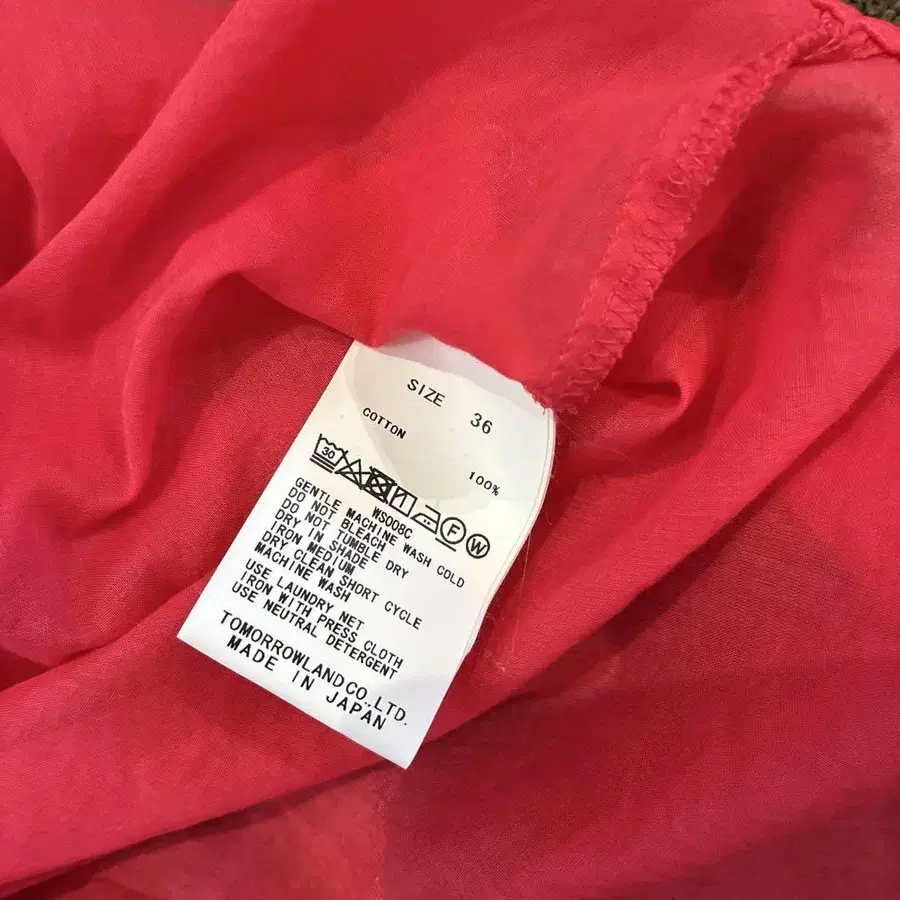 SIZE 36
COTTON 100%
30
F W
WS008C
GENTLE MACHINE WASH COLD
DO NOT BLEACH
DO NOT TUMBLE DRY
DRY IN SHADE
IRON MEDIUM
DRY CLEAN SHORT CYCLE
MACHINE WASH
USE LAUNDRY NET
IRON WITH PRESS CLOTH
USE NEUTRAL DETERGENT
TOMORROWLAND CO.,LTD.
MADE IN JAPAN